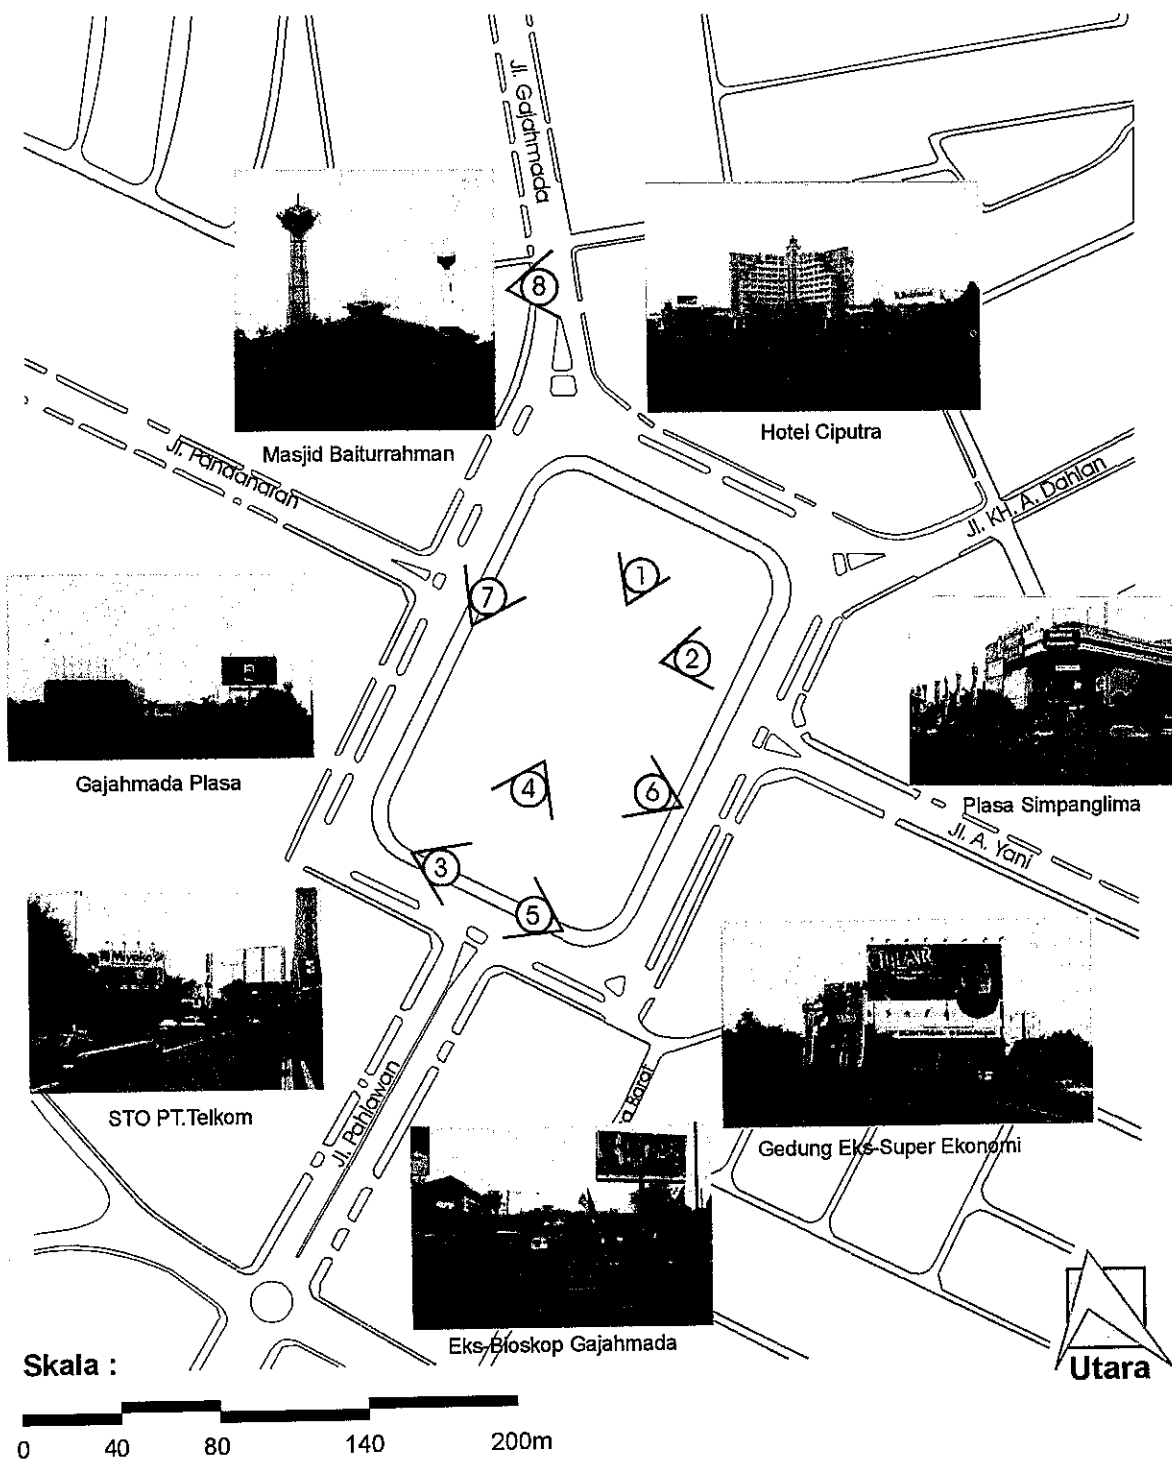 Jl. Gajahmada
8
Masjid Baiturrahman
Hotel Ciputra
Jl. Pandanaran
Jl. KH. A. Dahlan
1
7
2
Gajahmada Plasa
4
6
Plasa Simpanglima
Jl. A. Yani
3
5
Miyako
STO PT.Telkom
Jl. Pahlawan
a Barat
Gedung Eks-Super Ekonomi
Eks-Bioskop Gajahmada
Skala :
Utara
0 40 80 140 200m